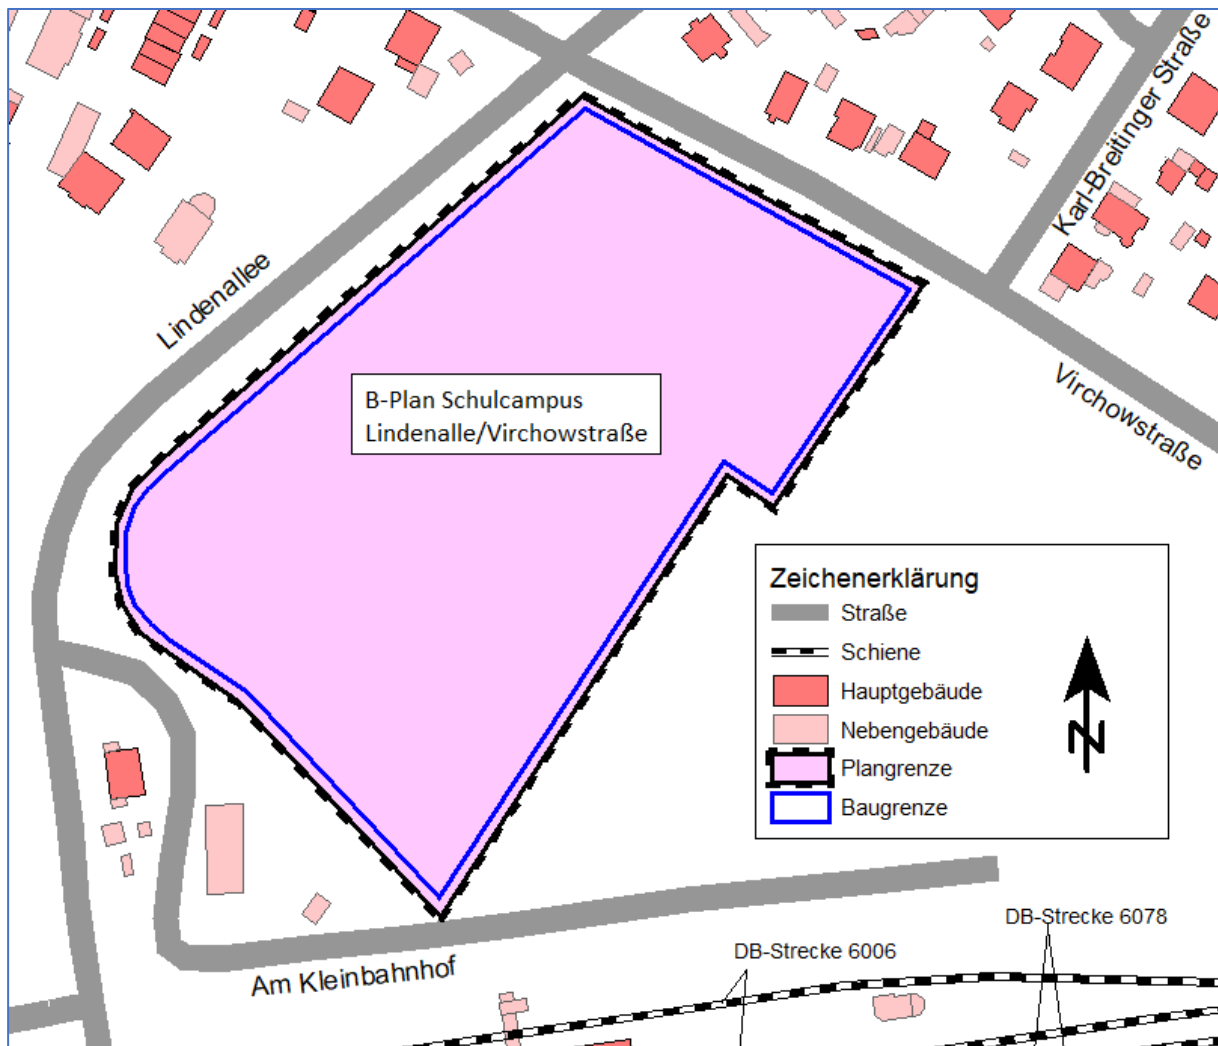 Karl-Breitinger Straße
Lindenallee
Virchowstraße
B-Plan Schulcampus
Lindenalle/Virchowstraße
Zeichenerklärung
Straße
Schiene
Hauptgebäude
Nebengebäude
Plangrenze
Baugrenze
N
DB-Strecke 6078
DB-Strecke 6006
Am Kleinbahnhof